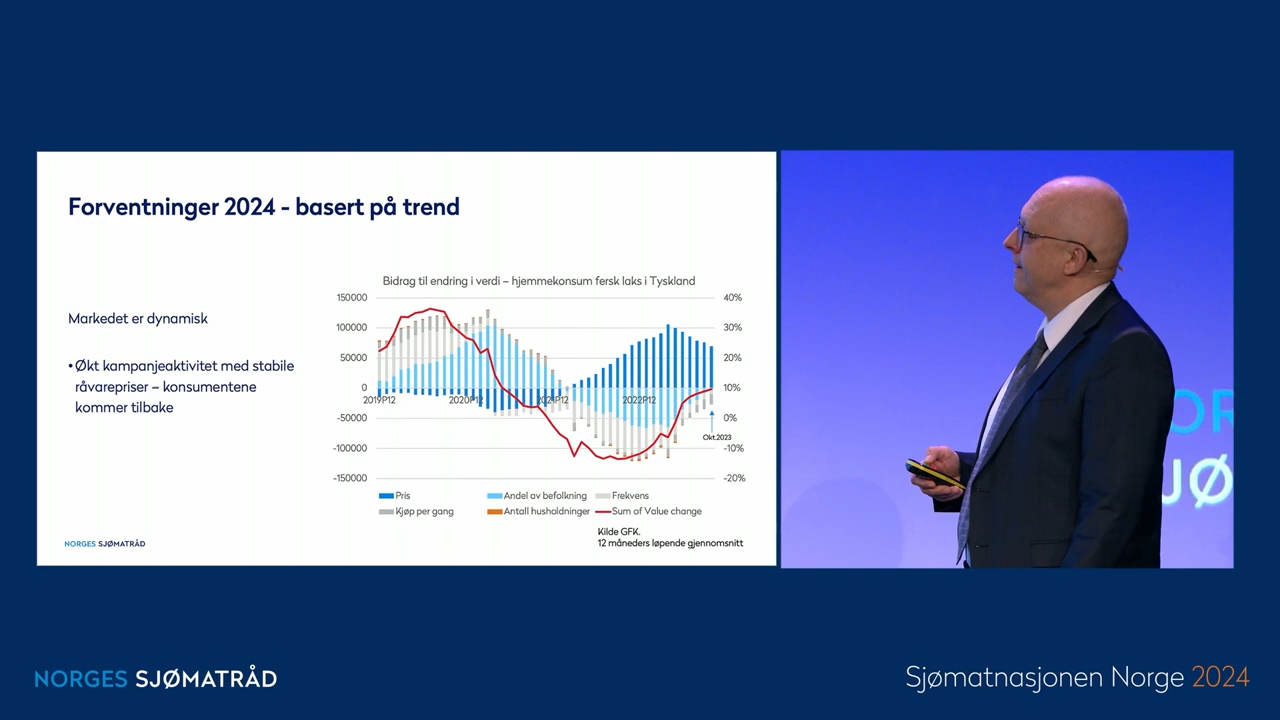 Forventninger 2024 - basert på trend
Markedet er dynamisk
• Økt kampanjeaktivitet med stabile
råvarepriser – konsumentene
kommer tilbake
Bidrag til endring i verdi – hjemmekonsum fersk laks i Tyskland
150000
100000
50000
0
-50000
-100000
-150000
40%
30%
20%
10%
0%
-10%
-20%
2019P12
2020P12
2021P12
2022P12
Okt.2023
Pris
Andel av befolkning
Frekvens
Kjøp per gang
Antall husholdninger
Sum of Value change
Kilde GFK.
12 måneders løpende gjennomsnitt
NORGES SJØMATRÅD
OR
JØ
NORGES SJØMATRÅD
Sjømatnasjonen Norge 2024